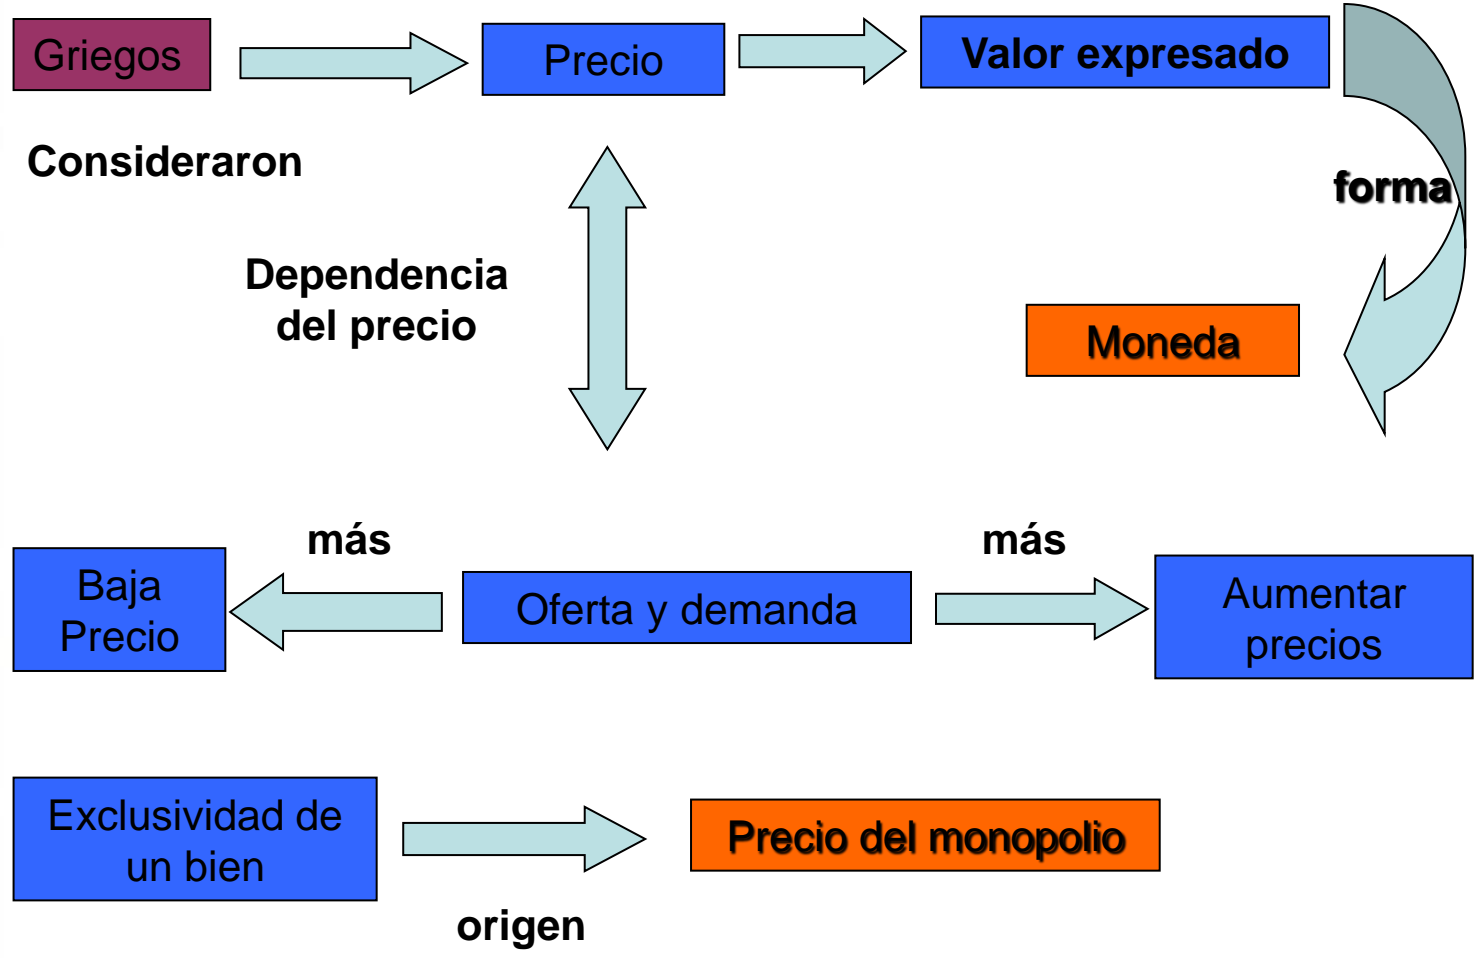 Griegos
Precio
Valor expresado
Consideraron
forma
Dependencia
del precio
Moneda
más
más
Baja
Precio
Oferta y demanda
Aumentar
precios
Exclusividad de
un bien
Precio del monopolio
origen